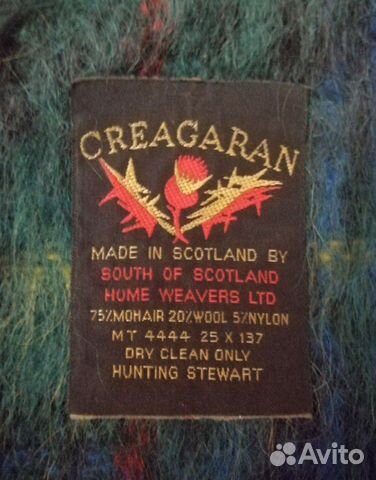 CREAGARAN
MADE IN SCOTLAND BY
SOUTH OF SCOTLAND
HOME WEAVERS LTD
75%MOHAIR 20%WOOL 5%NYLON
MT 4444 25 X 137
DRY CLEAN ONLY
HUNTING STEWART
Avito